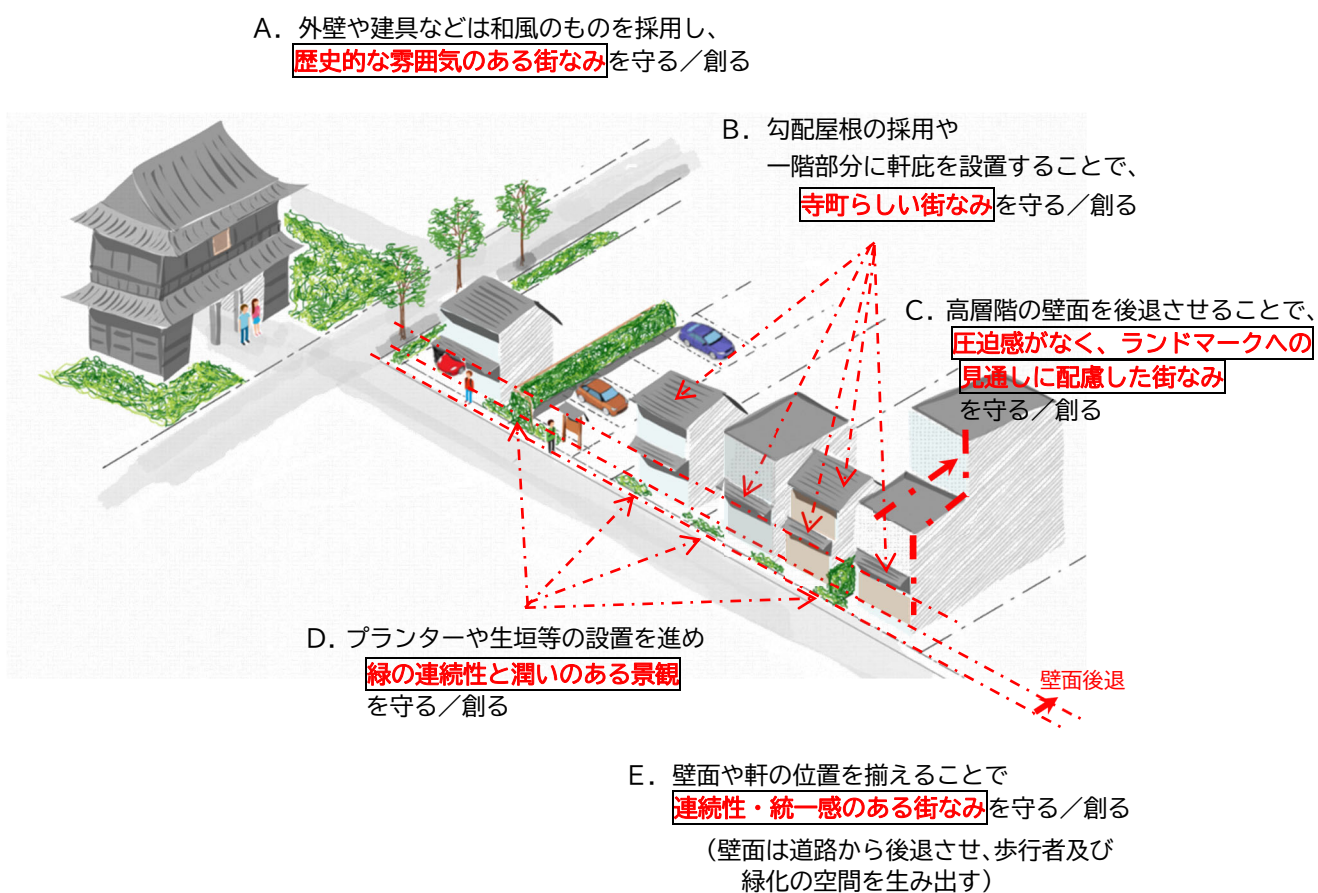 A．外壁や建具などは和風のものを採用し、
歴史的な雰囲気のある街なみを守る／創る
B．勾配屋根の採用や
一階部分に軒庇を設置することで、
寺町らしい街なみを守る／創る
C．高層階の壁面を後退させることで、
圧迫感がなく、ランドマークへの
見通しに配慮した街なみ
を守る／創る
D．プランターや生垣等の設置を進め
緑の連続性と潤いのある景観
を守る／創る
壁面後退
E．壁面や軒の位置を揃えることで
連続性・統一感のある街なみを守る／創る
（壁面は道路から後退させ、歩行者及び
緑化の空間を生み出す）